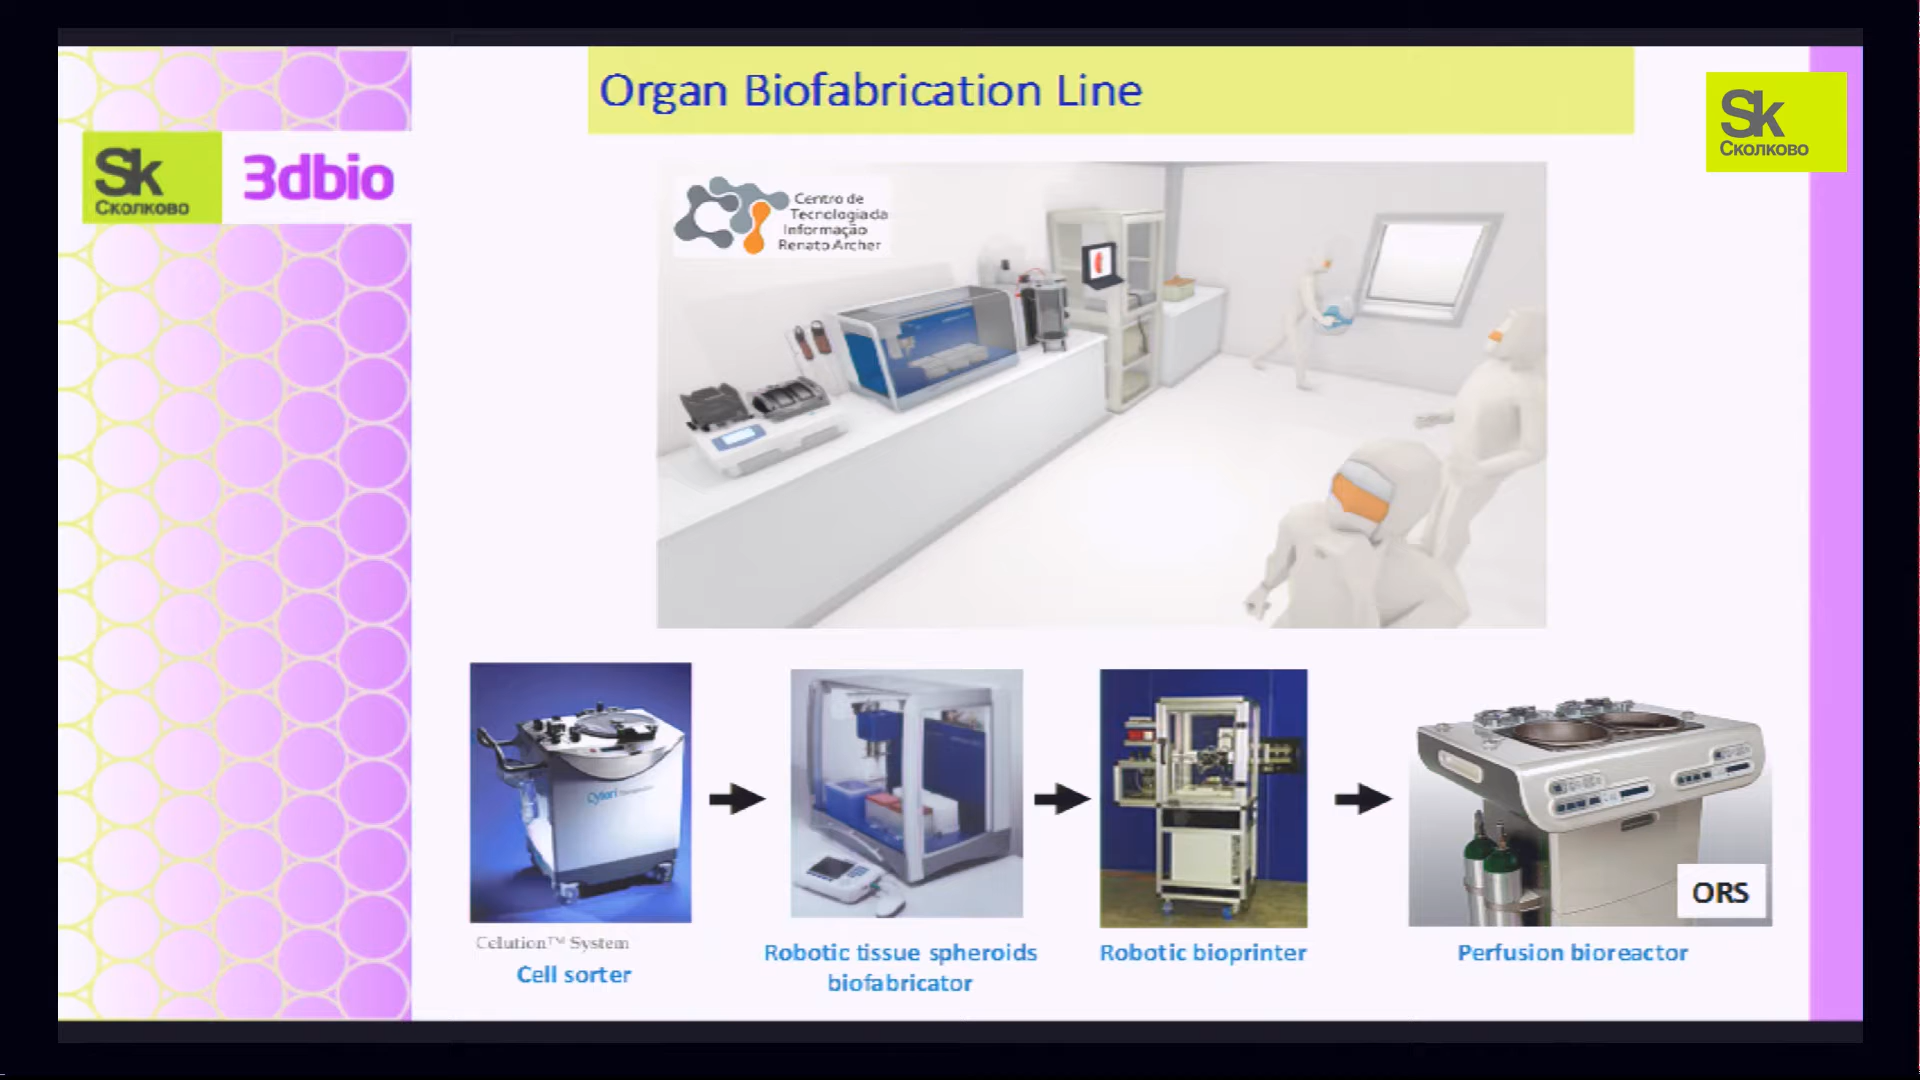 Organ Biofabrication Line
Sk
Сколково
Sk
Сколково
3dbio
Centro de
Tecnologia da
Informação
Renato Archer
Cytori
ORS
Celution™ System
Cell sorter
Robotic tissue spheroids
biofabricator
Robotic bioprinter
Perfusion bioreactor